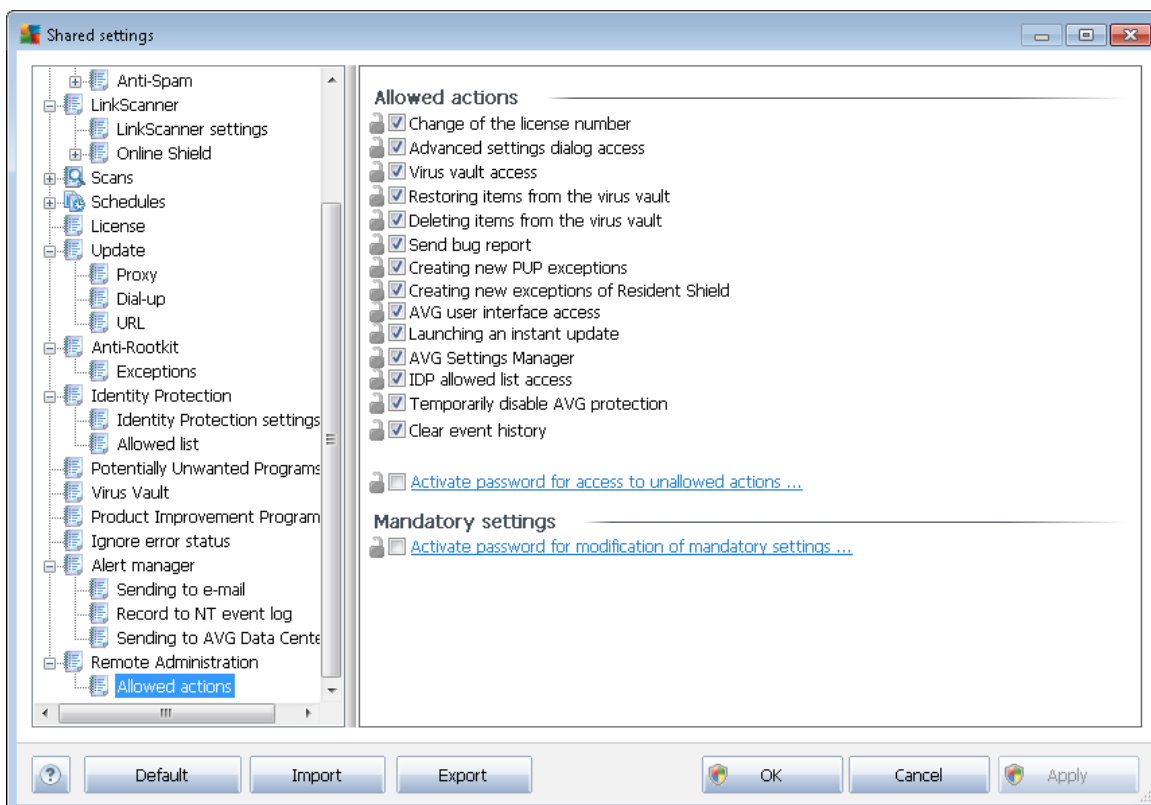 Shared settings
Anti-Spam
LinkScanner
LinkScanner settings
Online Shield
Scans
Schedules
License
Update
Proxy
Dial-up
URL
Anti-Rootkit
Exceptions
Identity Protection
Identity Protection settings
Allowed list
Potentially Unwanted Programs
Virus Vault
Product Improvement Program
Ignore error status
Alert manager
Sending to e-mail
Record to NT event log
Sending to AVG Data Cente
Remote Administration
Allowed actions
Allowed actions
Change of the license number
Advanced settings dialog access
Virus vault access
Restoring items from the virus vault
Deleting items from the virus vault
Send bug report
Creating new PUP exceptions
Creating new exceptions of Resident Shield
AVG user interface access
Launching an instant update
AVG Settings Manager
IDP allowed list access
Temporarily disable AVG protection
Clear event history
Activate password for access to unallowed actions ...
Mandatory settings
Activate password for modification of mandatory settings ...
?
Default
Import
Export
OK
Cancel
Apply